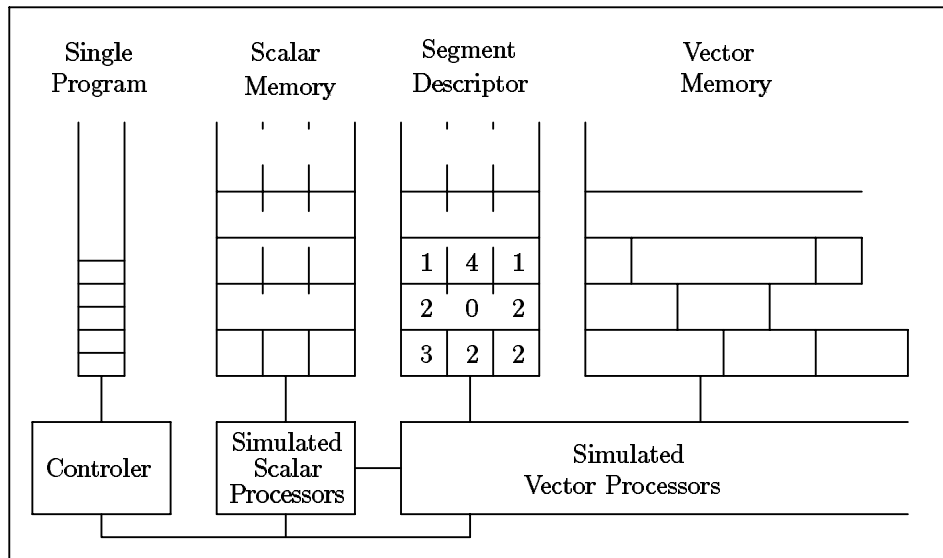 Single
Program
Scalar
Memory
Segment
Descriptor
Vector
Memory
1 4 1
2 0 2
3 2 2
Controler
Simulated
Scalar
Processors
Simulated
Vector Processors